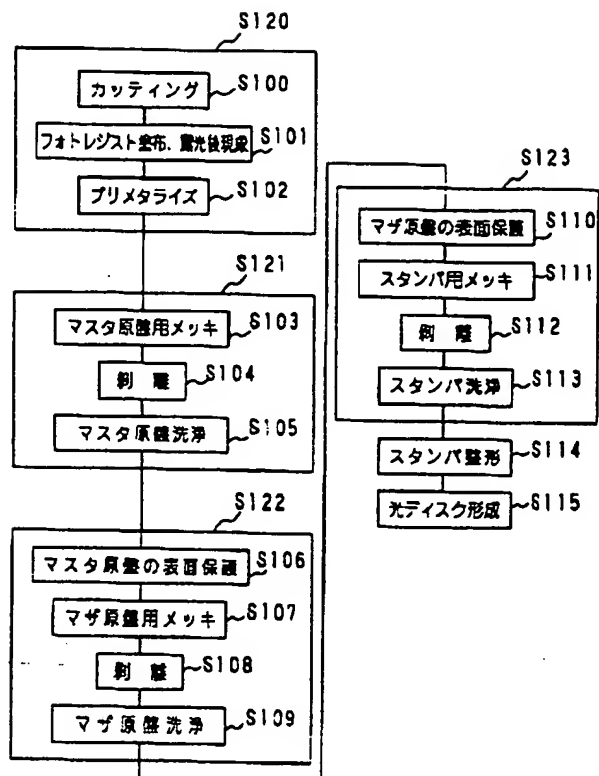 S120
カッティング S100
フォトレジスト塗布、露光後現像 S101
プリメタライズ S102
S121
マスタ原盤用メッキ S103
剥 離 S104
マスタ原盤洗浄 S105
S122
マスタ原盤の表面保護 S106
マザ原盤用メッキ S107
剥 離 S108
マザ原盤洗浄 S109
S123
マザ原盤の表面保護 S110
スタンパ用メッキ S111
剥 離 S112
スタンパ洗浄 S113
スタンパ整形 S114
光ディスク形成 S115